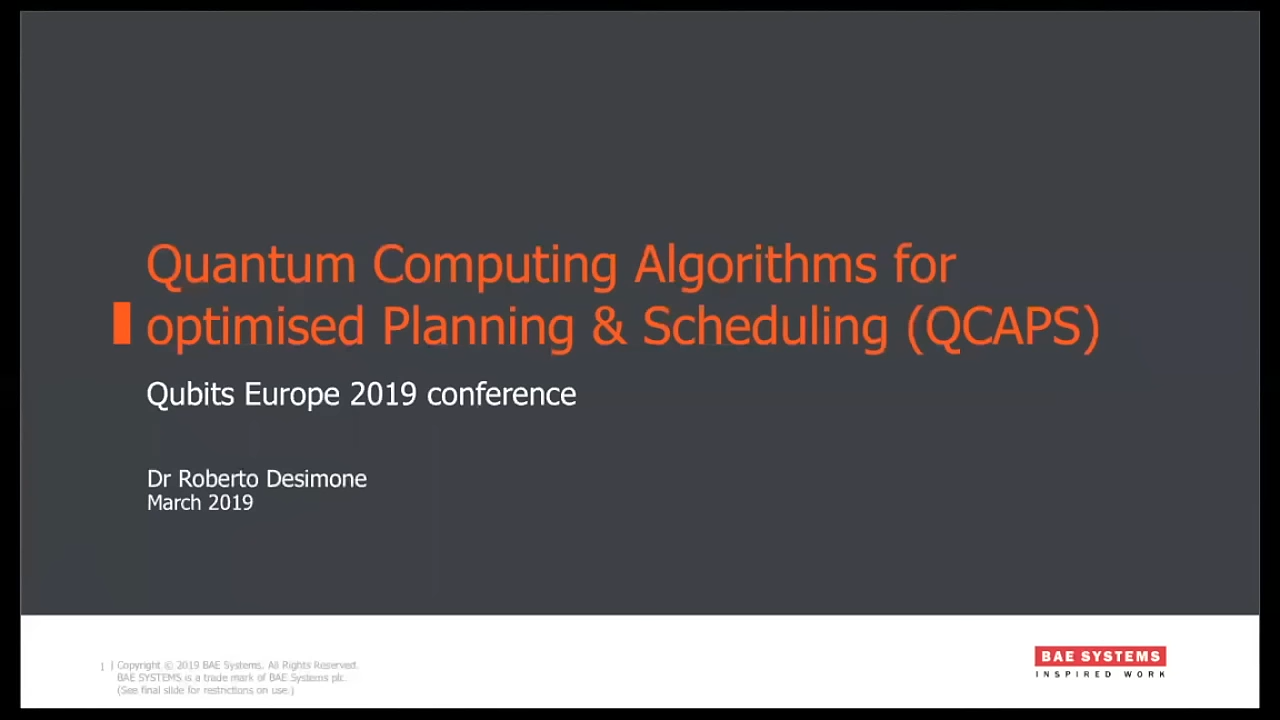 Quantum Computing Algorithms for
optimised Planning & Scheduling (QCAPS)
Qubits Europe 2019 conference
Dr Roberto Desimone
March 2019
1 | Copyright © 2019 BAE Systems. All Rights Reserved.
BAE SYSTEMS is a trade mark of BAE Systems plc.
(See final slide for restrictions on use.)
BAE SYSTEMS
INSPIRED WORK